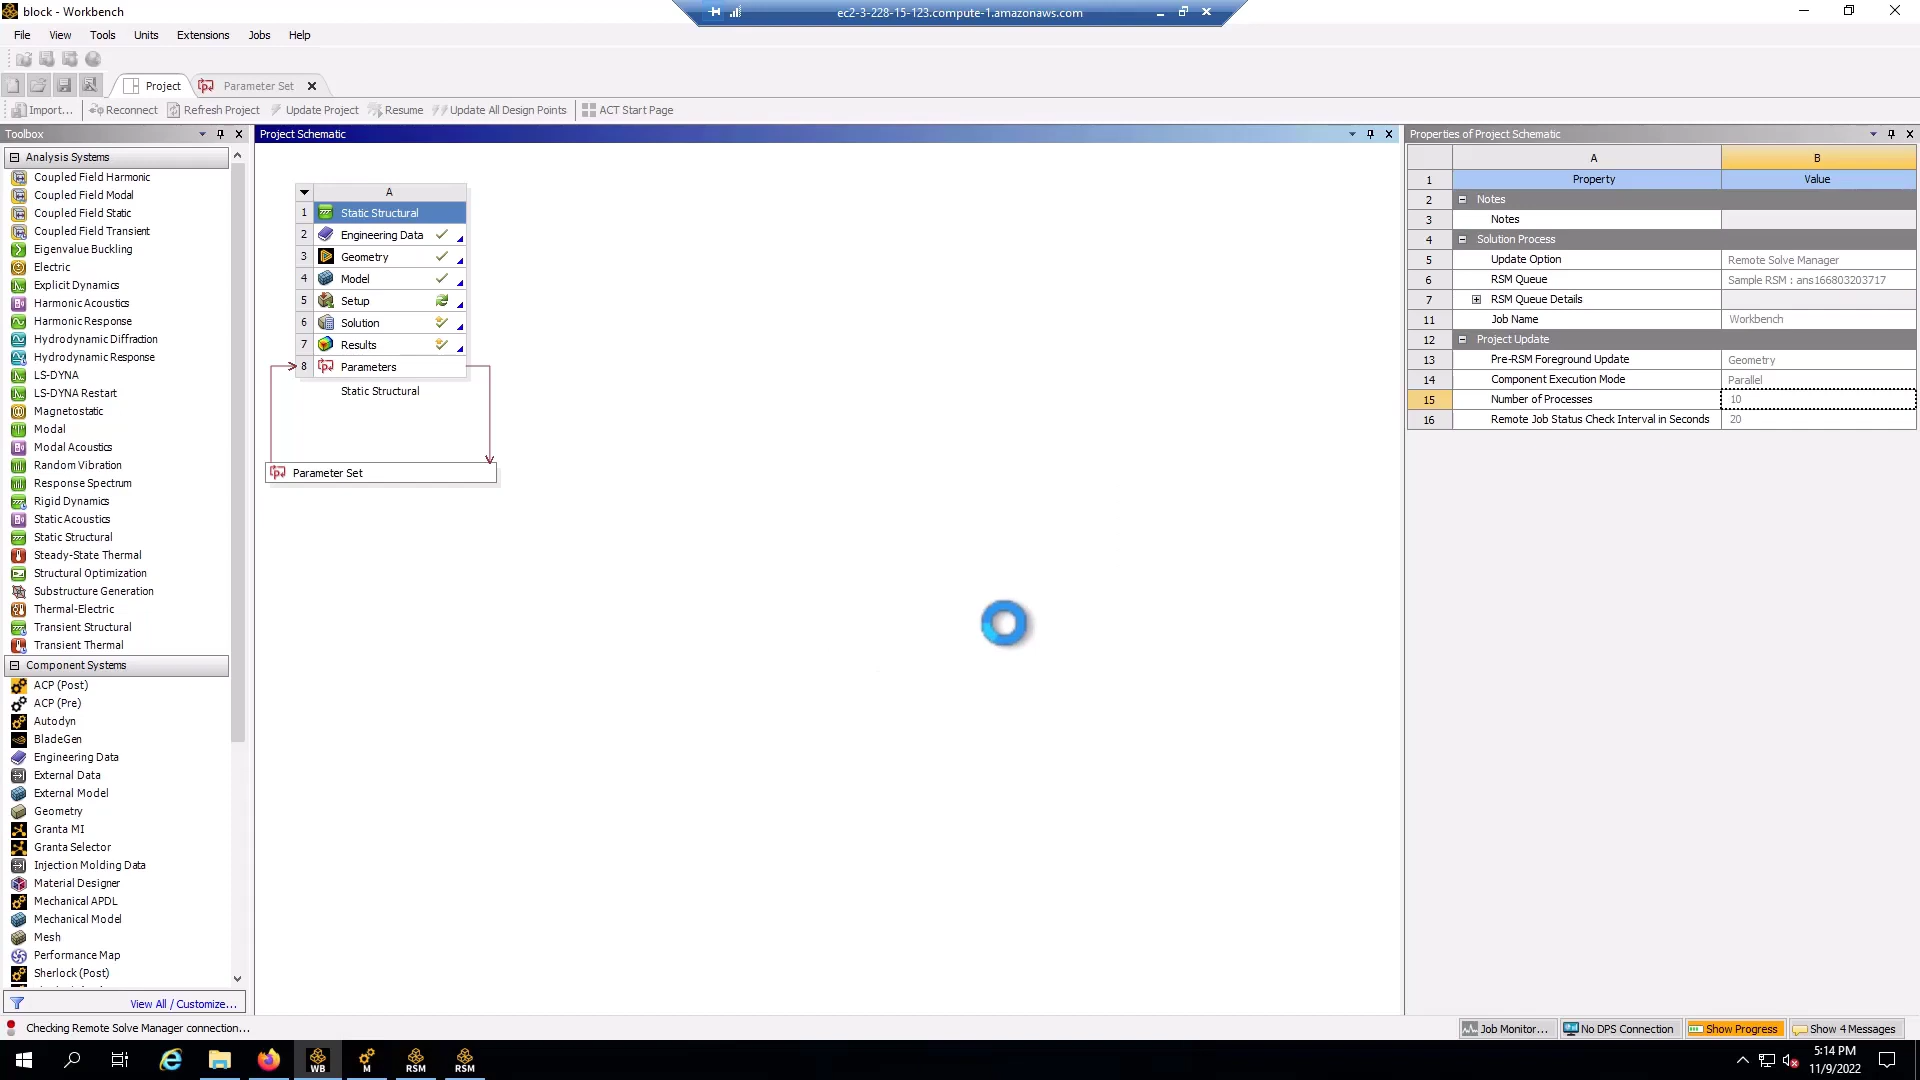 block - Workbench
ec2-3-228-15-123.compute-1.amazonaws.com
File View Tools Units Extensions Jobs Help
Project Parameter Set
Import... Reconnect Refresh Project Update Project Resume Update All Design Points ACT Start Page
Toolbox
Analysis Systems
Coupled Field Harmonic
Coupled Field Modal
Coupled Field Static
Coupled Field Transient
Eigenvalue Buckling
Electric
Explicit Dynamics
Harmonic Acoustics
Harmonic Response
Hydrodynamic Diffraction
Hydrodynamic Response
LS-DYNA
LS-DYNA Restart
Magnetostatic
Modal
Modal Acoustics
Random Vibration
Response Spectrum
Rigid Dynamics
Static Acoustics
Static Structural
Steady-State Thermal
Structural Optimization
Substructure Generation
Thermal-Electric
Transient Structural
Transient Thermal
Component Systems
ACP (Post)
ACP (Pre)
Autodyn
BladeGen
Engineering Data
External Data
External Model
Geometry
Granta MI
Granta Selector
Injection Molding Data
Material Designer
Mechanical APDL
Mechanical Model
Mesh
Performance Map
Sherlock (Post)
View All / Customize...
Project Schematic
A
1 Static Structural
2 Engineering Data
3 Geometry
4 Model
5 Setup
6 Solution
7 Results
8 Parameters
Static Structural
Parameter Set
Properties of Project Schematic
A B
1 Property Value
2 Notes
3 Notes
4 Solution Process
5 Update Option Remote Solve Manager
6 RSM Queue Sample RSM : ans166803203717
7 RSM Queue Details
11 Job Name Workbench
12 Project Update
13 Pre-RSM Foreground Update Geometry
14 Component Execution Mode Parallel
15 Number of Processes 10
16 Remote Job Status Check Interval in Seconds 20
Checking Remote Solve Manager connection...
Job Monitor... No DPS Connection Show Progress Show 4 Messages
WB M RSM RSM
5:14 PM
11/9/2022